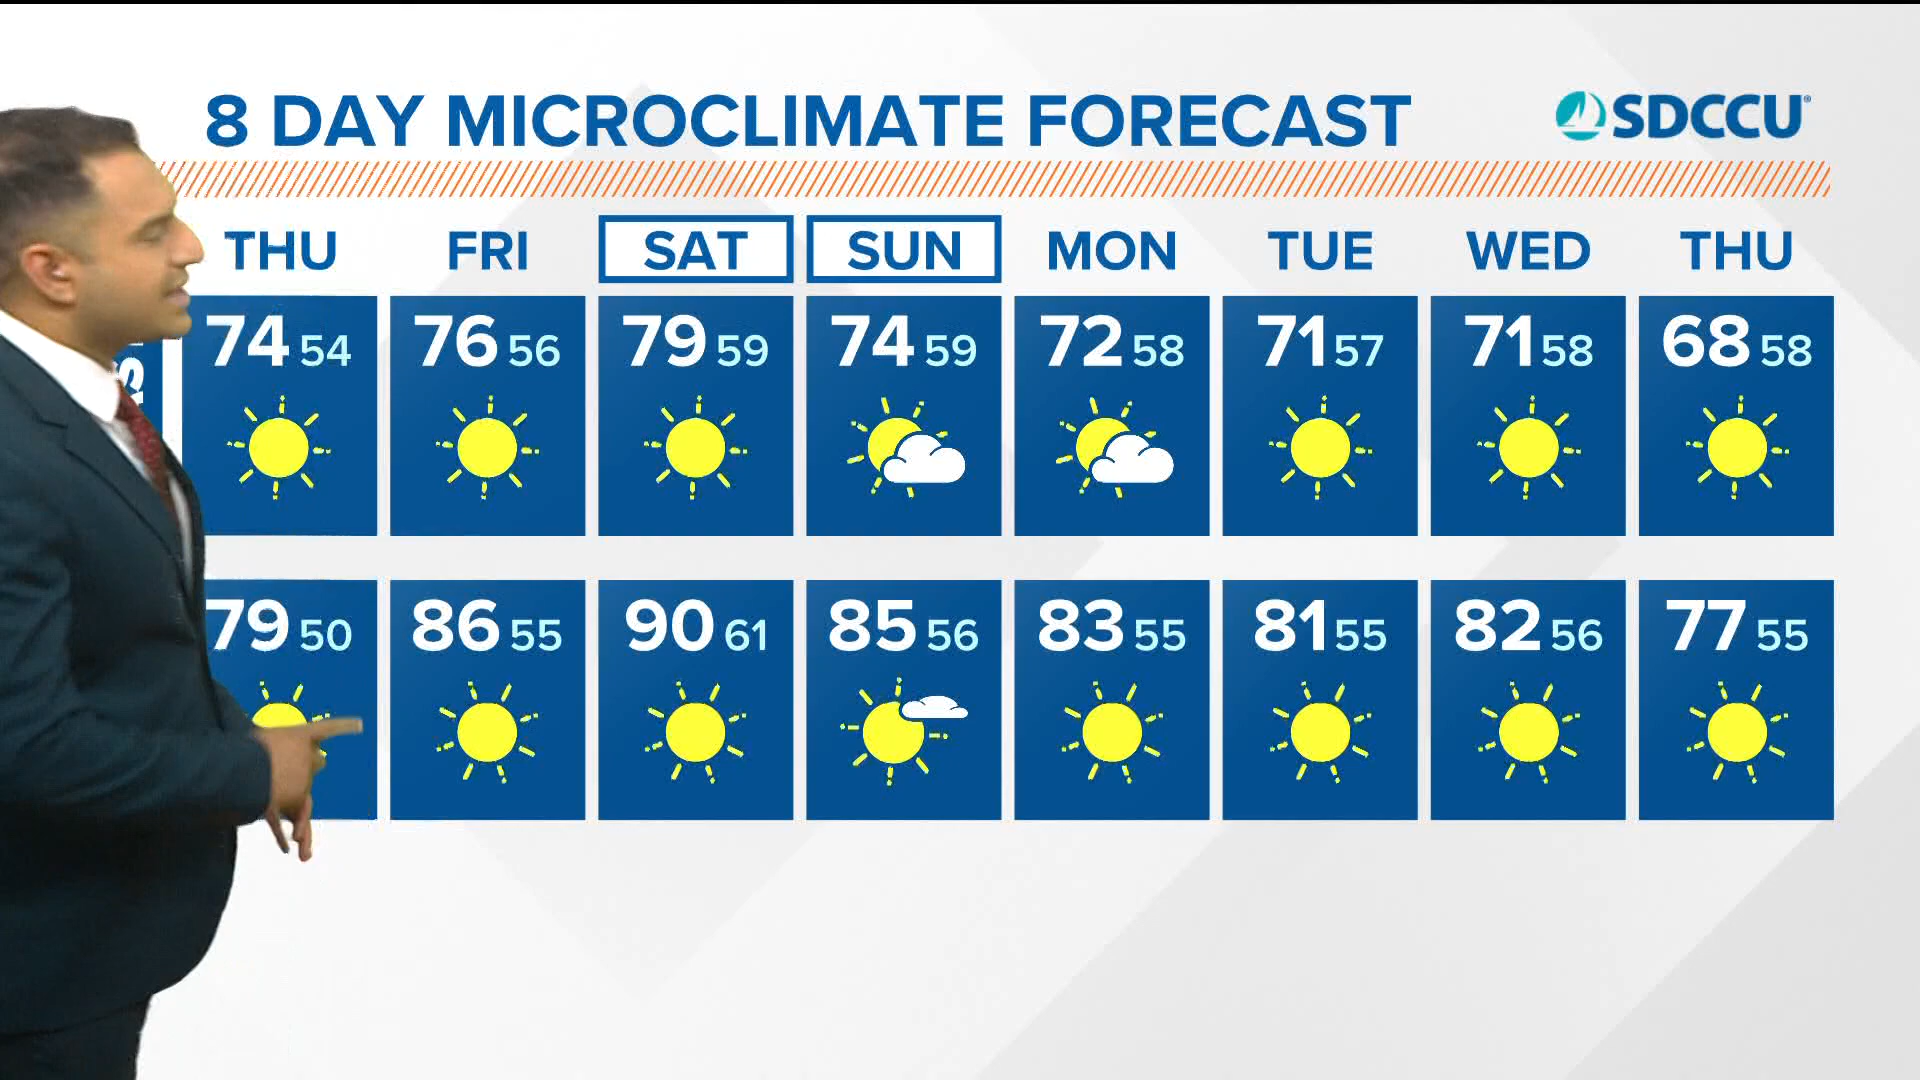 8 DAY MICROCLIMATE FORECAST
SDCCU®
THU FRI SAT SUN MON TUE WED THU
74 54 76 56 79 59 74 59 72 58 71 57 71 58 68 58
79 50 86 55 90 61 85 56 83 55 81 55 82 56 77 55